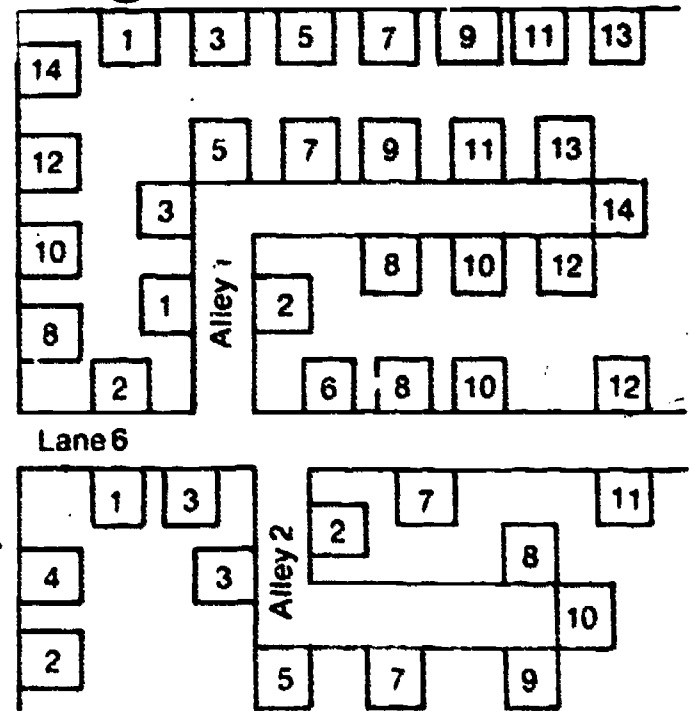 1 3 5 7 9 11 13
14
5 7 9 11 13
12
3 14
10 8 10 12
1 Alley 1 2
8
2 6 8 10 12
Lane 6
1 3 7 11
2
Alley 2 8
4 3
10
2
5 7 9